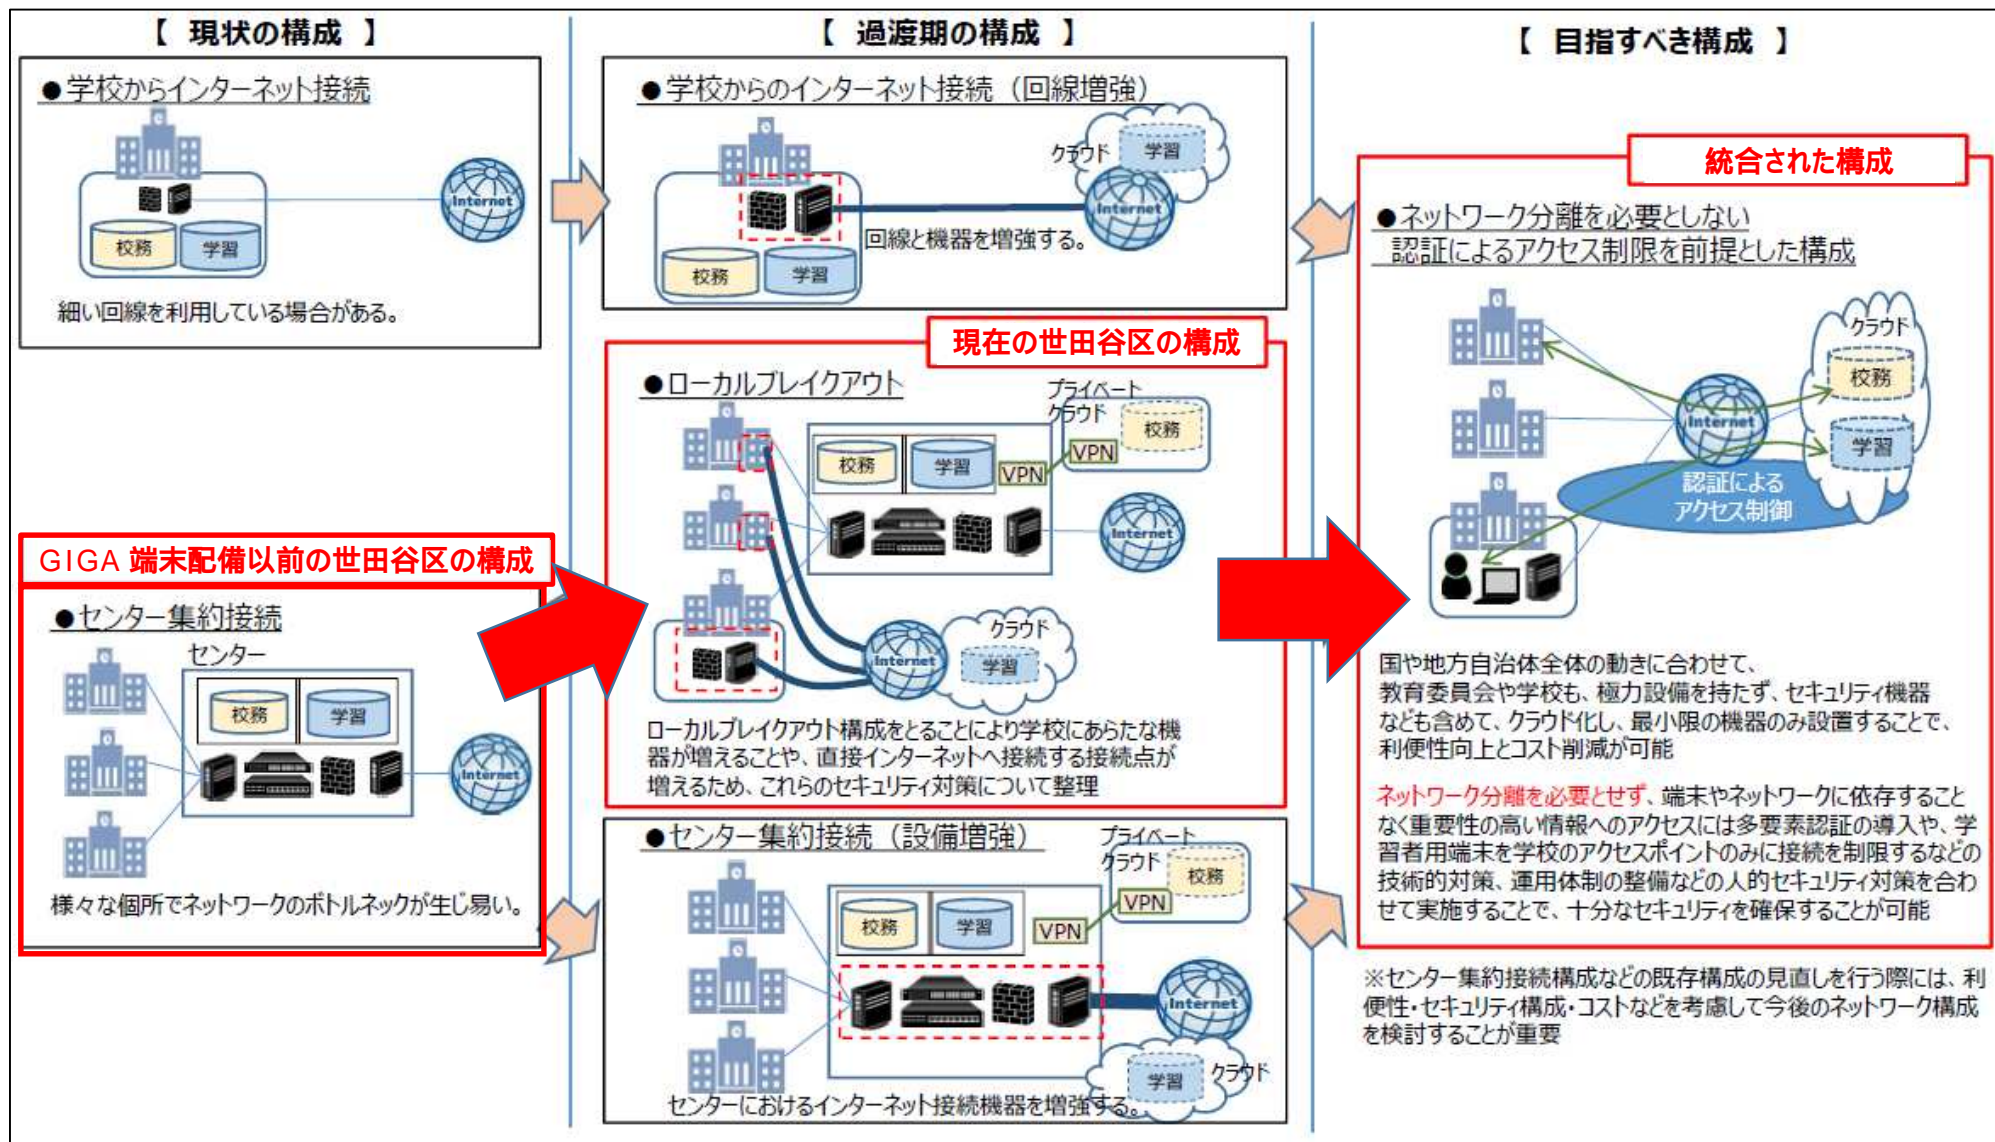 【 現状の構成 】
●学校からインターネット接続
Internet
校務
学習
細い回線を利用している場合がある。
GIGA 端末配備以前の世田谷区の構成
●センター集約接続
センター
校務
学習
Internet
様々な個所でネットワークのボトルネックが生じ易い。
【 過渡期の構成 】
●学校からのインターネット接続（回線増強）
クラウド
学習
Internet
回線と機器を増強する。
校務
学習
現在の世田谷区の構成
●ローカルブレイクアウト
プライベート
クラウド
校務
VPN
校務
学習
VPN
Internet
クラウド
Internet
学習
ローカルブレイクアウト構成をとることにより学校にあらたな機
器が増えることや、直接インターネットへ接続する接続点が
増えるため、これらのセキュリティ対策について整理
●センター集約接続（設備増強）
プライベート
クラウド
校務
VPN
校務
学習
VPN
Internet
学習
クラウド
センターにおけるインターネット接続機器を増強する。
【 目指すべき構成 】
統合された構成
●ネットワーク分離を必要としない
認証によるアクセス制限を前提とした構成
クラウド
校務
Internet
学習
認証による
アクセス制御
国や地方自治体全体の動きに合わせて、
教育委員会や学校も、極力設備を持たず、セキュリティ機器
なども含めて、クラウド化し、最小限の機器のみ設置することで、
利便性向上とコスト削減が可能
ネットワーク分離を必要とせず、端末やネットワークに依存すること
なく重要性の高い情報へのアクセスには多要素認証の導入や、学
習者用端末を学校のアクセスポイントのみに接続を制限するなどの
技術的対策、運用体制の整備などの人的セキュリティ対策を合わ
せて実施することで、十分なセキュリティを確保することが可能
※センター集約接続構成などの既存構成の見直しを行う際には、利
便性・セキュリティ構成・コストなどを考慮して今後のネットワーク構成
を検討することが重要